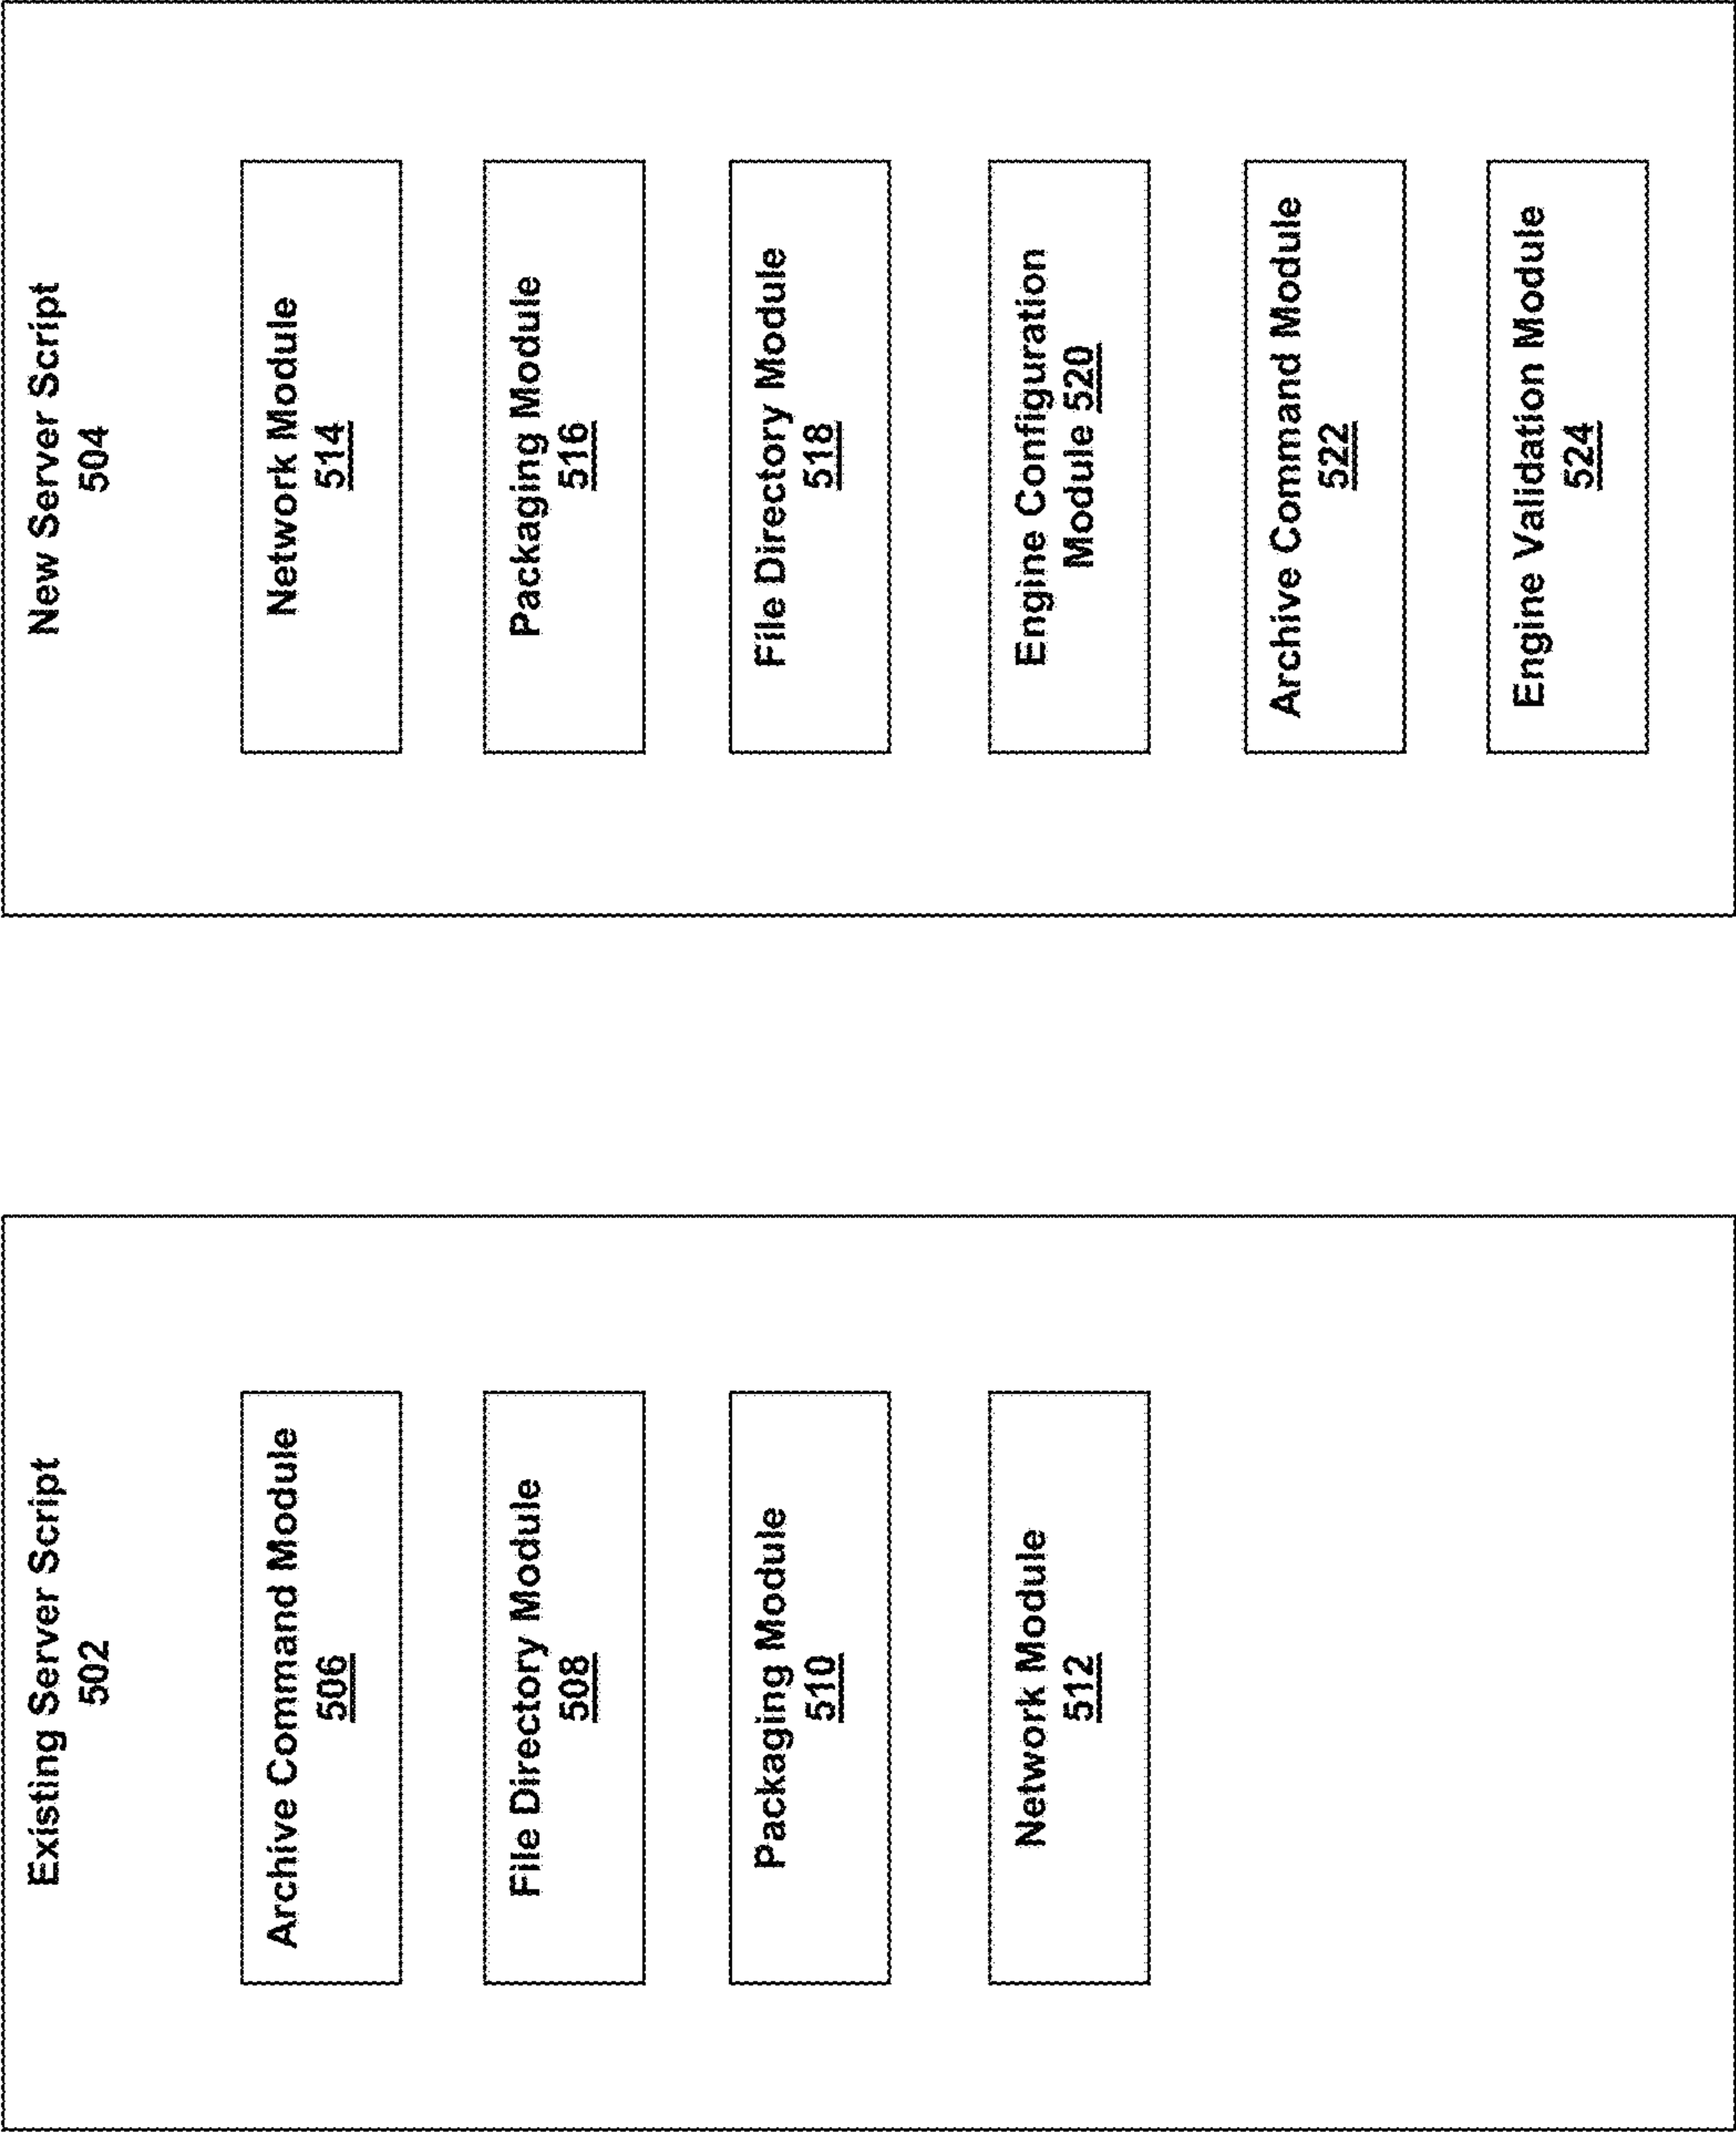 Existing Server Script
502
Archive Command Module
506
File Directory Module
508
Packaging Module
510
Network Module
512
New Server Script
504
Network Module
514
Packaging Module
516
File Directory Module
518
Engine Configuration
Module 520
Archive Command Module
522
Engine Validation Module
524